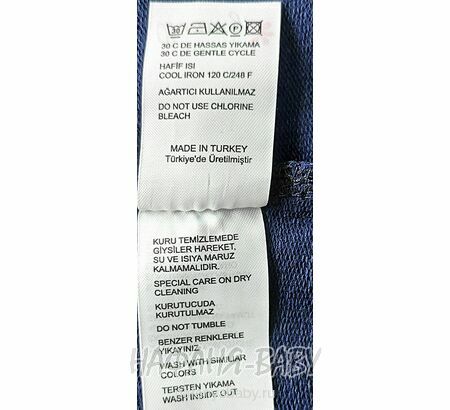 30
30 C DE HASSAS YIKAMA
30 C DE GENTLE CYCLE
HAFİF ISI
COOL IRON 120 C/248 F
AĞARTICI KULLANILMAZ
DO NOT USE CHLORINE
BLEACH
MADE IN TURKEY
Türkiye'de Üretilmiştir
KURU TEMİZLEMEDE
GİYSİLER HAREKET,
SU VE ISIYA MARUZ
KALMAMALIDIR.
SPECIAL CARE ON DRY
CLEANING
KURUTUCUDA
KURUTULMAZ
DO NOT TUMBLE
BENZER RENKLERLE
YIKAYINIZ
WASH WITH SIMILIAR
COLORS
TERSTEN YIKAMA
WASH INSIDE OUT